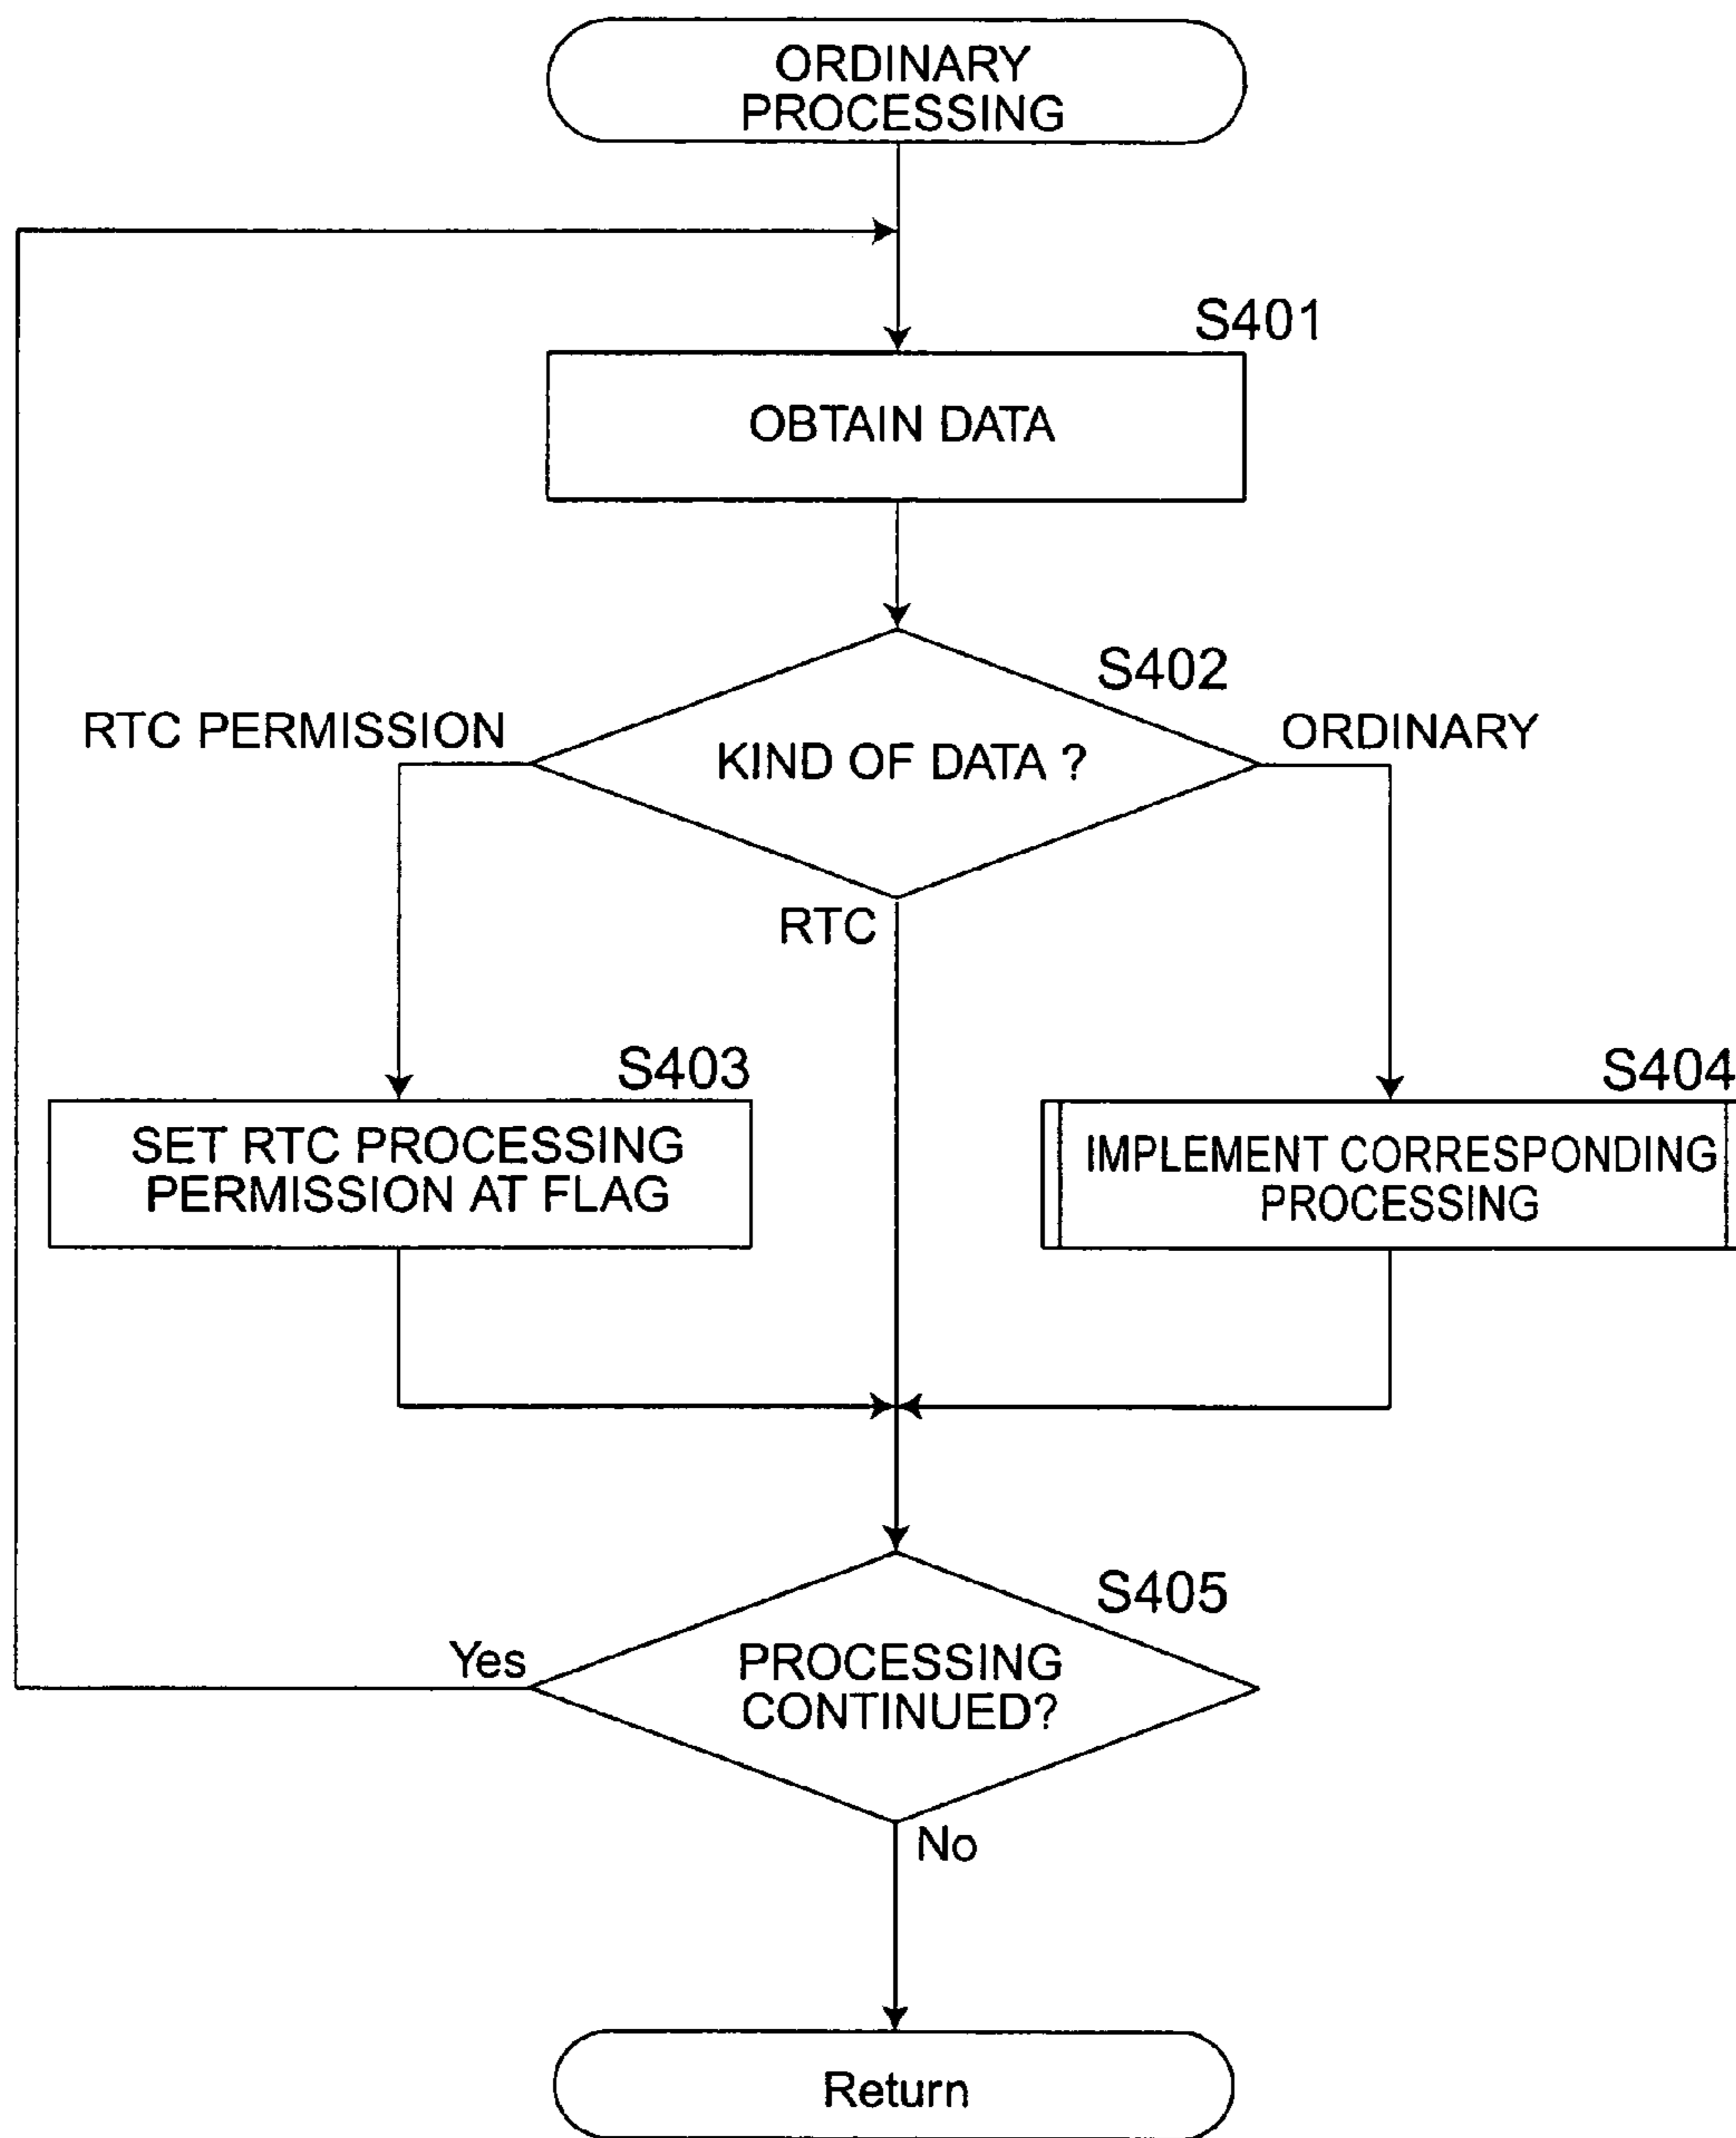 ORDINARY
PROCESSING
S401
OBTAIN DATA
S402
RTC PERMISSION
KIND OF DATA ?
ORDINARY
RTC
S403
SET RTC PROCESSING
PERMISSION AT FLAG
S404
IMPLEMENT CORRESPONDING
PROCESSING
S405
Yes
PROCESSING
CONTINUED?
No
Return